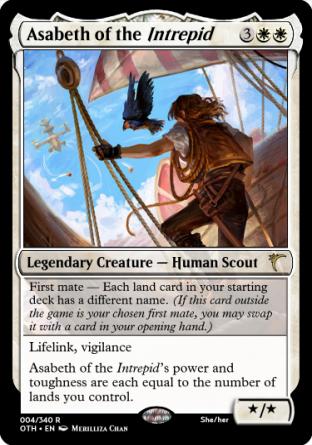 Asabeth of the Intrepid 3
Legendary Creature — Human Scout
First mate — Each land card in your starting
deck has a different name. (If this card outside
the game is your chosen first mate, you may swap
it with a card in your opening hand.)
Lifelink, vigilance
Asabeth of the Intrepid's power and
toughness are each equal to the number of
lands you control.
004/340 R
OTH • EN Merilliza Chan
She/her
*/*